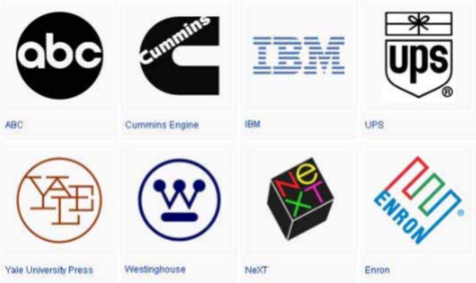 abc
Cummins
IBM
ups
®
ABC
Cummins Engine
IBM
UPS
YALE
W
NeXT
ENRON
®
Yale University Press
Westinghouse
NeXT
Enron